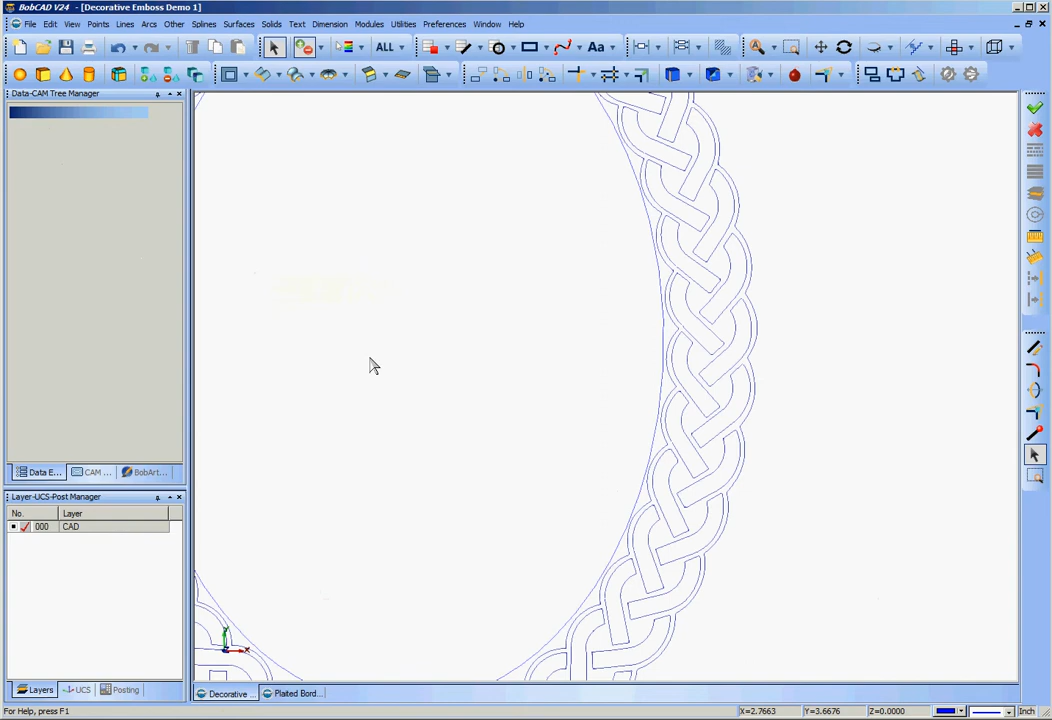 BobCAD V24 - [Decorative Emboss Demo 1]
File Edit View Points Lines Arcs Other Splines Surfaces Solids Text Dimension Modules Utilities Preferences Window Help
ALL Aa
Data-CAM Tree Manager
Data E... CAM ... BobArt...
Layer-UCS-Post Manager
No. Layer
000 CAD
Layers UCS Posting
Decorative ... Plaited Bord...
For Help, press F1 X=2.7663 Y=3.6676 Z=0.0000 Inch